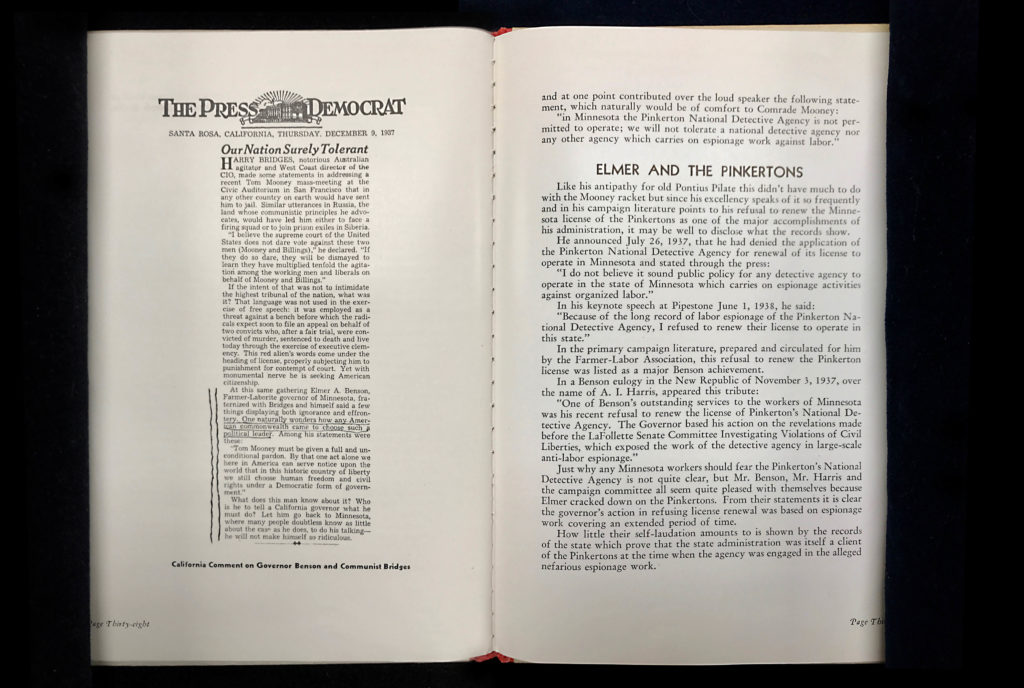 THE PRESS DEMOCRAT
SANTA ROSA, CALIFORNIA, THURSDAY, DECEMBER 9, 1937
Our Nation Surely Tolerant
HARRY BRIDGES, notorious Australian
agitator and West Coast director of the
CIO, made some statements in addressing a
recent Tom Mooney mass-meeting at the
Civic Auditorium in San Francisco that in
any other country on earth would have sent
him to jail. Similar utterances in Russia, the
land whose communistic principles he advo-
cates, would have led him either to face a
firing squad or to join prison exiles in Siberia.
"I believe the supreme court of the United
States does not dare vote against these two
men (Mooney and Billings)," he declared. "If
they do so dare, they will be dismayed to
learn they have multiplied tenfold the agita-
tion among the working men and liberals on
behalf of Mooney and Billings."
If the intent of that was not to intimidate
the highest tribunal of the nation, what was
it? That language was not used in the exer-
cise of free speech: it was employed as a
threat against a bench before which the radi-
cals expect soon to file an appeal on behalf of
two convicts who, after a fair trial, were con-
victed of murder, sentenced to death and live
today through the exercise of executive clem-
ency. This red alien's words come under the
heading of license, properly subjecting him to
punishment for contempt of court. Yet with
monumental nerve he is seeking American
citizenship.
At this same gathering Elmer A. Benson,
Farmer-Laborite governor of Minnesota, fra-
ternized with Bridges and himself said a few
things displaying both ignorance and effron-
tery. One naturally wonders how any Amer-
ican commonwealth came to choose such a
political leader. Among his statements were
these:
"Tom Mooney must be given a full and un-
conditional pardon. By that one act alone we
here in America can serve notice upon the
world that in this historic country of liberty
we still choose human freedom and civil
rights under a Democratic form of govern-
ment."
What does this man know about it? Who
is he to tell a California governor what he
must do? Let him go back to Minnesota,
where many people doubtless know as little
about the case as he does, to do his talking—
he will not make himself so ridiculous.
California Comment on Governor Benson and Communist Bridges
Page Thirty-eight
and at one point contributed over the loud speaker the following state-
ment, which naturally would be of comfort to Comrade Mooney:
"in Minnesota the Pinkerton National Detective Agency is not per-
mitted to operate; we will not tolerate a national detective agency nor
any other agency which carries on espionage work against labor."
ELMER AND THE PINKERTONS
Like his antipathy for old Pontius Pilate this didn't have much to do
with the Mooney racket but since his excellency speaks of it so frequently
and in his campaign literature points to his refusal to renew the Minne-
sota license of the Pinkertons as one of the major accomplishments of
his administration, it may be well to disclose what the records show.
He announced July 26, 1937, that he had denied the application of
the Pinkerton National Detective Agency for renewal of its license to
operate in Minnesota and stated through the press:
"I do not believe it sound public policy for any detective agency to
operate in the state of Minnesota which carries on espionage activities
against organized labor."
In his keynote speech at Pipestone June 1, 1938, he said:
"Because of the long record of labor espionage of the Pinkerton Na-
tional Detective Agency, I refused to renew their license to operate in
this state."
In the primary campaign literature, prepared and circulated for him
by the Farmer-Labor Association, this refusal to renew the Pinkerton
license was listed as a major Benson achievement.
In a Benson eulogy in the New Republic of November 3, 1937, over
the name of A. I. Harris, appeared this tribute:
"One of Benson's outstanding services to the workers of Minnesota
was his recent refusal to renew the license of Pinkerton's National De-
tective Agency. The Governor based his action on the revelations made
before the LaFollette Senate Committee Investigating Violations of Civil
Liberties, which exposed the work of the detective agency in large-scale
anti-labor espionage."
Just why any Minnesota workers should fear the Pinkerton's National
Detective Agency is not quite clear, but Mr. Benson, Mr. Harris and
the campaign committee all seem quite pleased with themselves because
Elmer cracked down on the Pinkertons. From their statements it is clear
the governor's action in refusing license renewal was based on espionage
work covering an extended period of time.
How little their self-laudation amounts to is shown by the records
of the state which prove that the state administration was itself a client
of the Pinkertons at the time when the agency was engaged in the alleged
nefarious espionage work.
Page Thi